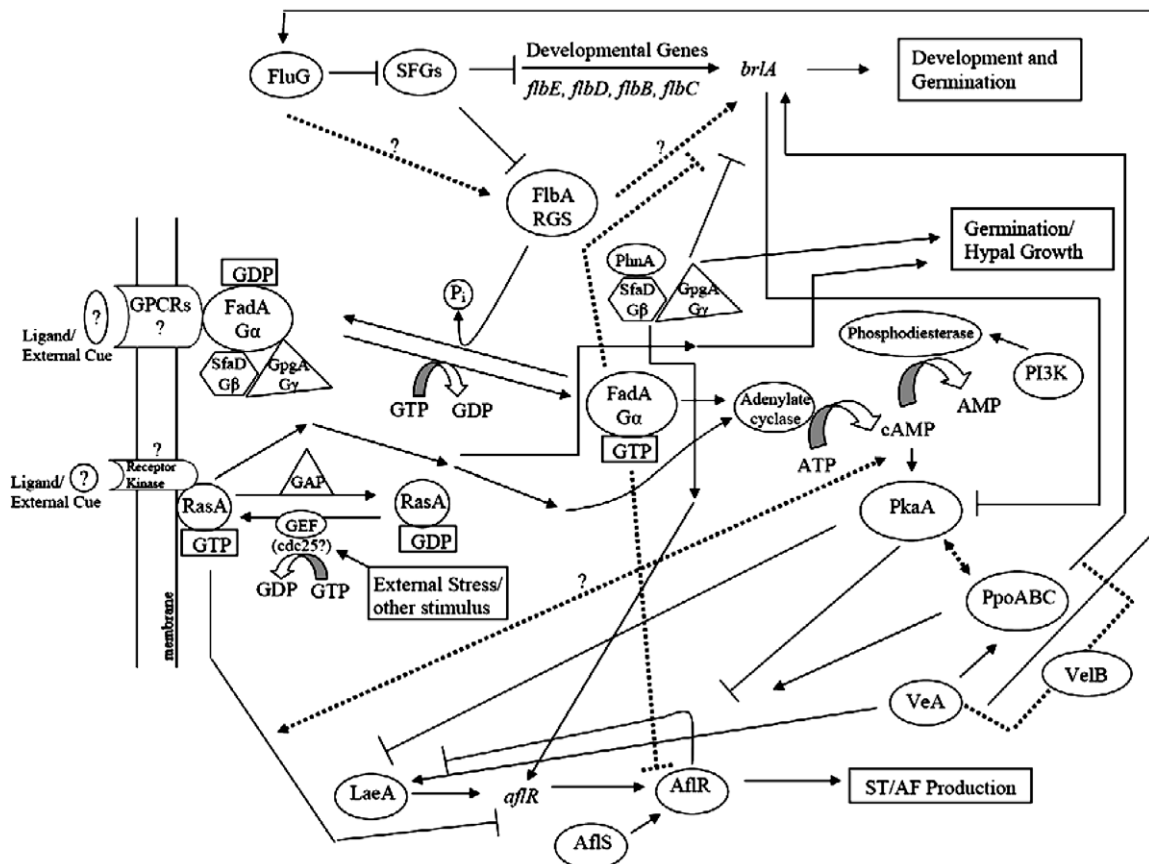 FluG
SFGs
Developmental Genes
flbE, flbD, flbB, flbC
brlA
Development and
Germination
?
?
FlbA
RGS
Germination/
Hypal Growth
PhnA
SfaD
Gβ
GpgA
Gγ
GDP
GPCRs
?
FadA
Gα
?
Ligand/
External Cue
SfaD
Gβ
GpgA
Gγ
Pi
GTP
GDP
Phosphodiesterase
PI3K
AMP
FadA
Gα
GTP
Adenylate
cyclase
cAMP
ATP
?
Receptor
Kinase
Ligand/
External Cue
?
GAP
RasA
GTP
RasA
GDP
GEF
(cdc25?)
GDP
GTP
External Stress/
other stimulus
PkaA
?
PpoABC
membrane
VelB
VeA
LaeA
aflR
AflR
ST/AF Production
AflS